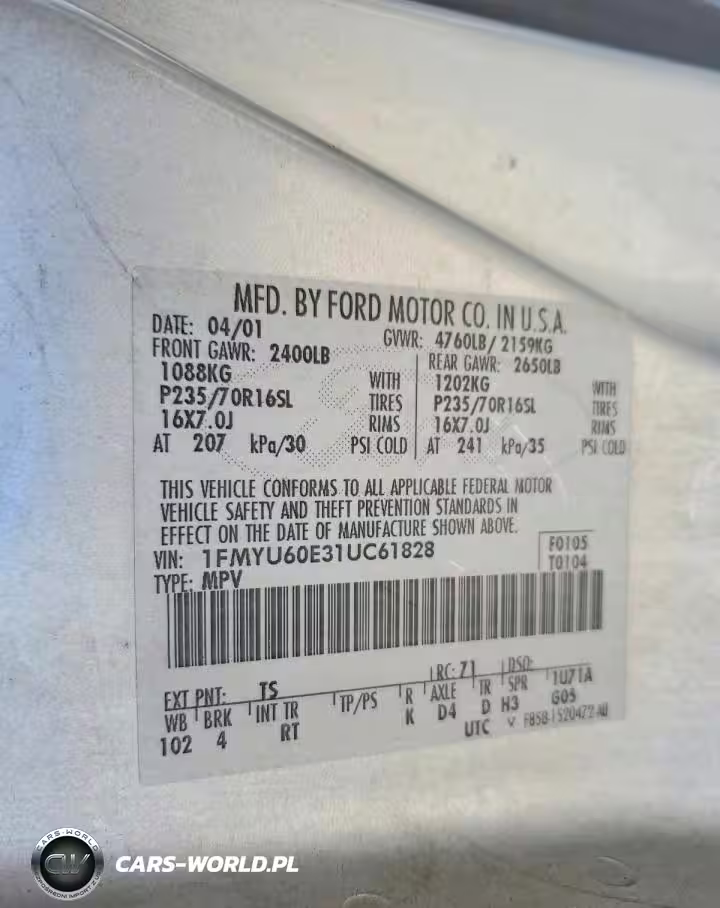 MFD. BY FORD MOTOR CO. IN U.S.A.
DATE: 04/01 GVWR: 4760LB / 2159KG
FRONT GAWR: 2400LB REAR GAWR: 2650LB
1088KG WITH 1202KG WITH
P235/70R16SL TIRES P235/70R16SL TIRES
16X7.0J RIMS 16X7.0J RIMS
AT 207 kPa/30 PSI COLD AT 241 kPa/35 PSI COLD
THIS VEHICLE CONFORMS TO ALL APPLICABLE FEDERAL MOTOR
VEHICLE SAFETY AND THEFT PREVENTION STANDARDS IN
EFFECT ON THE DATE OF MANUFACTURE SHOWN ABOVE.
VIN: 1FMYU60E31UC61828 F0105
TYPE: MPV T0104
EXT PNT: TS RC: 71 DSO:
WB BRK INT TR TP/PS R AXLE TR SPR 1U71A
102 4 RT K D4 D H3 G05
UTC V
CARS-WORLD
CW
CARS-WORLD.PL